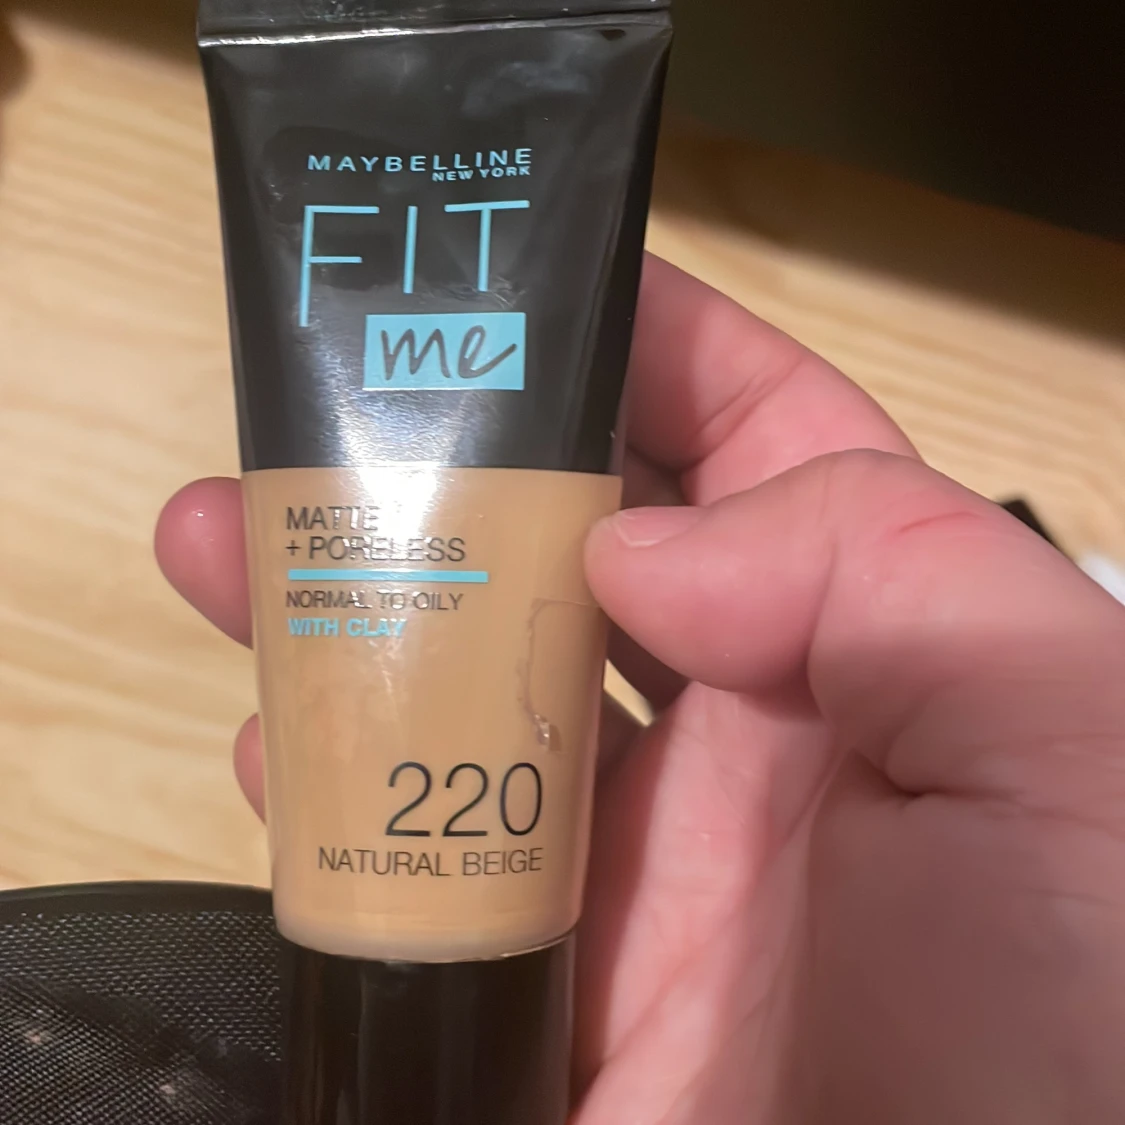 MAYBELLINE
NEW YORK
FIT
me
MATTE
+ PORELESS
NORMAL TO OILY
WITH CLAY
220
NATURAL BEIGE